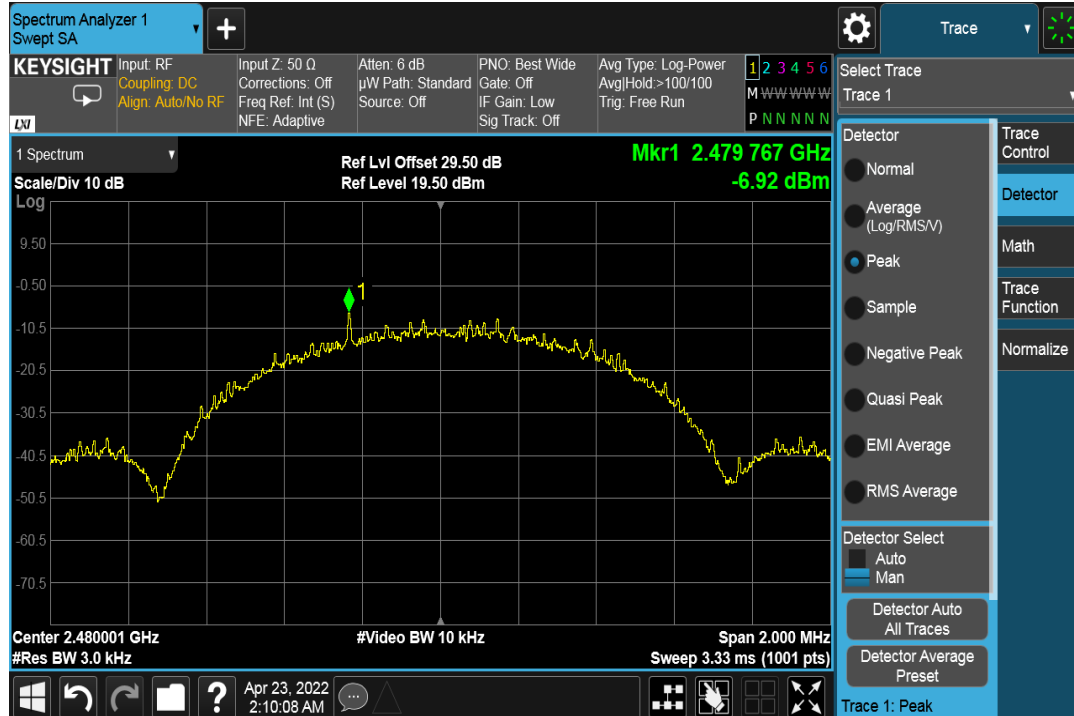 Spectrum Analyzer 1
Swept SA
+
Trace
KEYSIGHT
LXI
Input: RF
Coupling: DC
Align: Auto/No RF
Input Z: 50 Ω
Corrections: Off
Freq Ref: Int (S)
NFE: Adaptive
Atten: 6 dB
µW Path: Standard
Source: Off
PNO: Best Wide
Gate: Off
IF Gain: Low
Sig Track: Off
Avg Type: Log-Power
Avg|Hold:>100/100
Trig: Free Run
1 2 3 4 5 6
M W W W W W
P N N N N N
Select Trace
Trace 1
1 Spectrum
Scale/Div 10 dB
Log
Ref Lvl Offset 29.50 dB
Ref Level 19.50 dBm
Mkr1 2.479 767 GHz
-6.92 dBm
9.50
-0.50
-10.5
-20.5
-30.5
-40.5
-50.5
-60.5
-70.5
1
Center 2.480001 GHz
#Res BW 3.0 kHz
#Video BW 10 kHz
Span 2.000 MHz
Sweep 3.33 ms (1001 pts)
Detector
Normal
Average
(Log/RMS/V)
Peak
Sample
Negative Peak
Quasi Peak
EMI Average
RMS Average
Detector Select
Auto
Man
Detector Auto
All Traces
Detector Average
Preset
Trace 1: Peak
Trace
Control
Detector
Math
Trace
Function
Normalize
?
Apr 23, 2022
2:10:08 AM